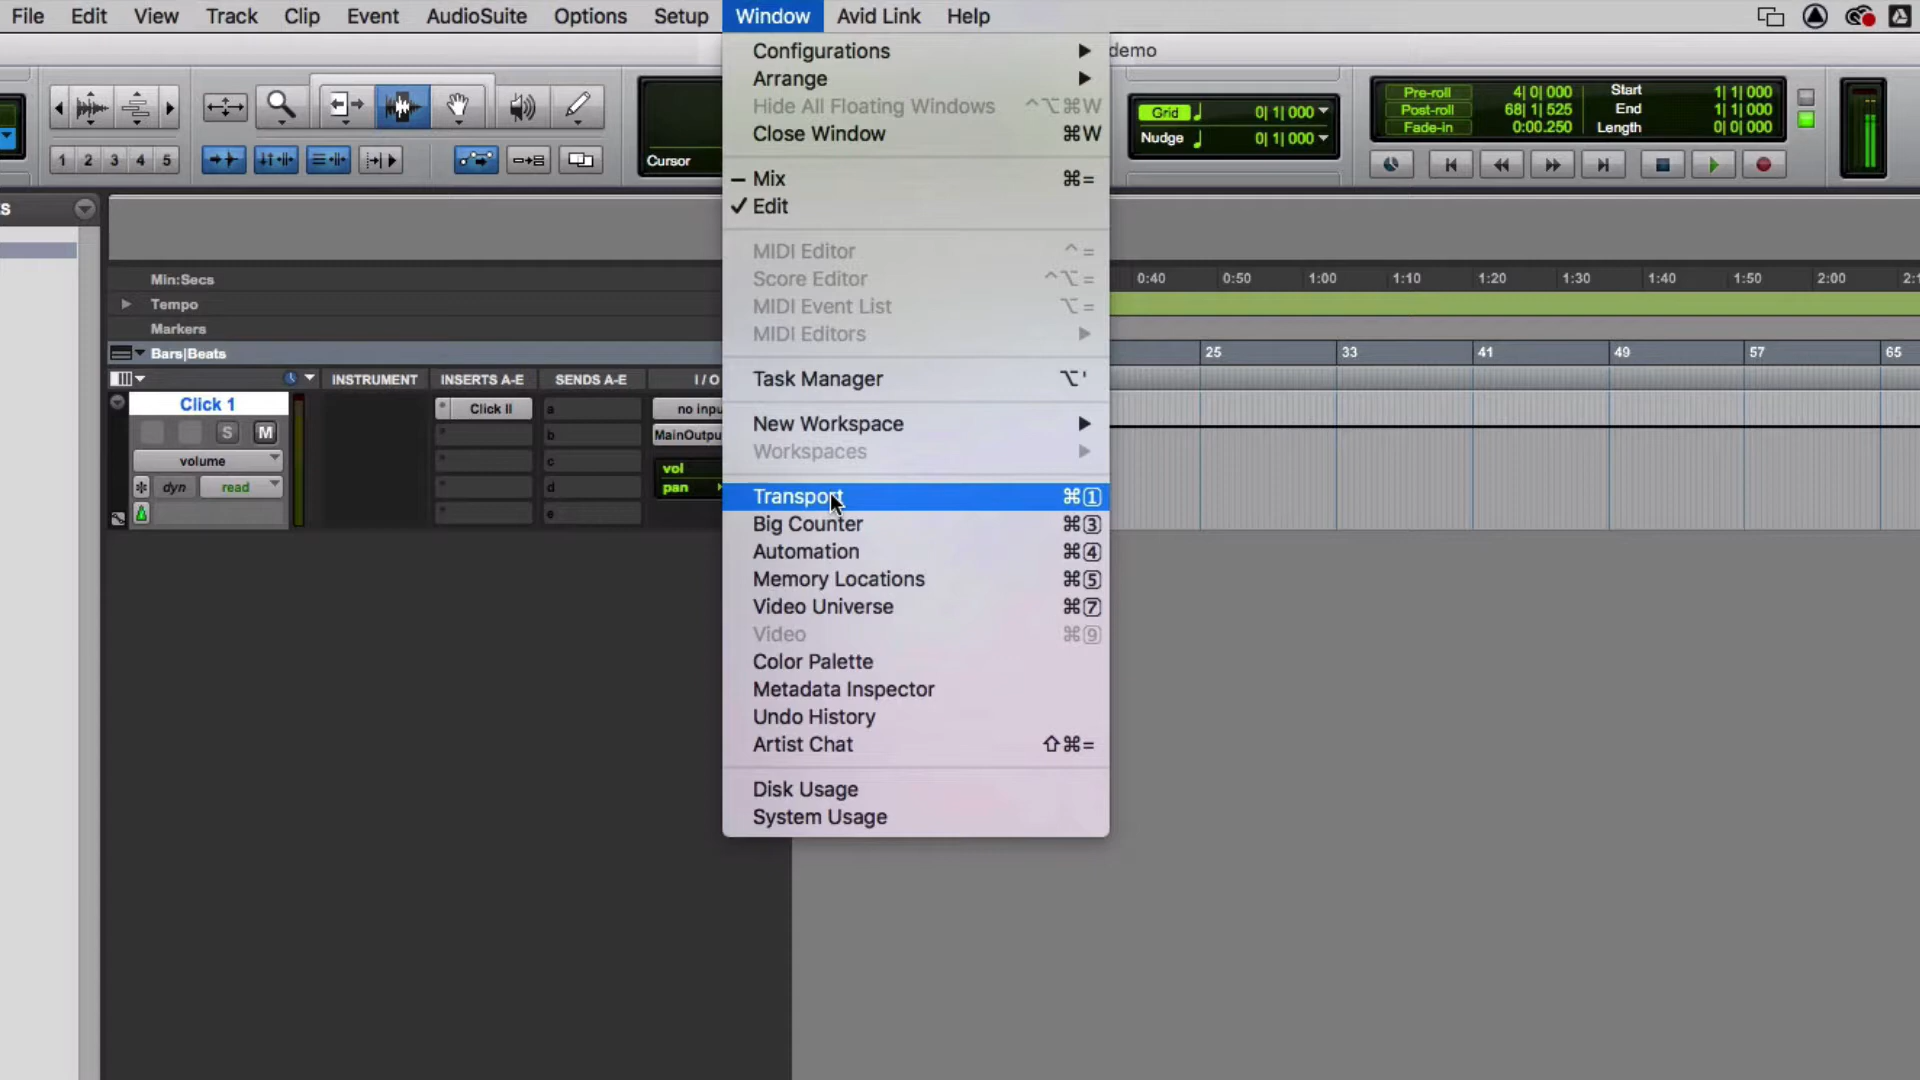 File Edit View Track Clip Event AudioSuite Options Setup Window Avid Link Help
demo
Configurations
Arrange
Hide All Floating Windows ⌃⌥⌘W
Close Window ⌘W
Mix ⌘=
Edit
MIDI Editor ⌃=
Score Editor ⌃⌥=
MIDI Event List ⌥=
MIDI Editors
Task Manager ⌥'
New Workspace
Workspaces
Transport ⌘1
Big Counter ⌘3
Automation ⌘4
Memory Locations ⌘5
Video Universe ⌘7
Video ⌘9
Color Palette
Metadata Inspector
Undo History
Artist Chat ⇧⌘=
Disk Usage
System Usage
1 2 3 4 5
Cursor
Grid 0| 1| 000
Nudge 0| 1| 000
Pre-roll 4| 0| 000 Start 1| 1| 000
Post-roll 68| 1| 525 End 1| 1| 000
Fade-in 0:00.250 Length 0| 0| 000
S
Min:Secs 0:40 0:50 1:00 1:10 1:20 1:30 1:40 1:50 2:00 2:1
Tempo
Markers
Bars|Beats 25 33 41 49 57 65
INSTRUMENT INSERTS A-E SENDS A-E I / O
Click 1 Click II a no inpu
S M b MainOutpu
volume c vol
dyn read d pan
e